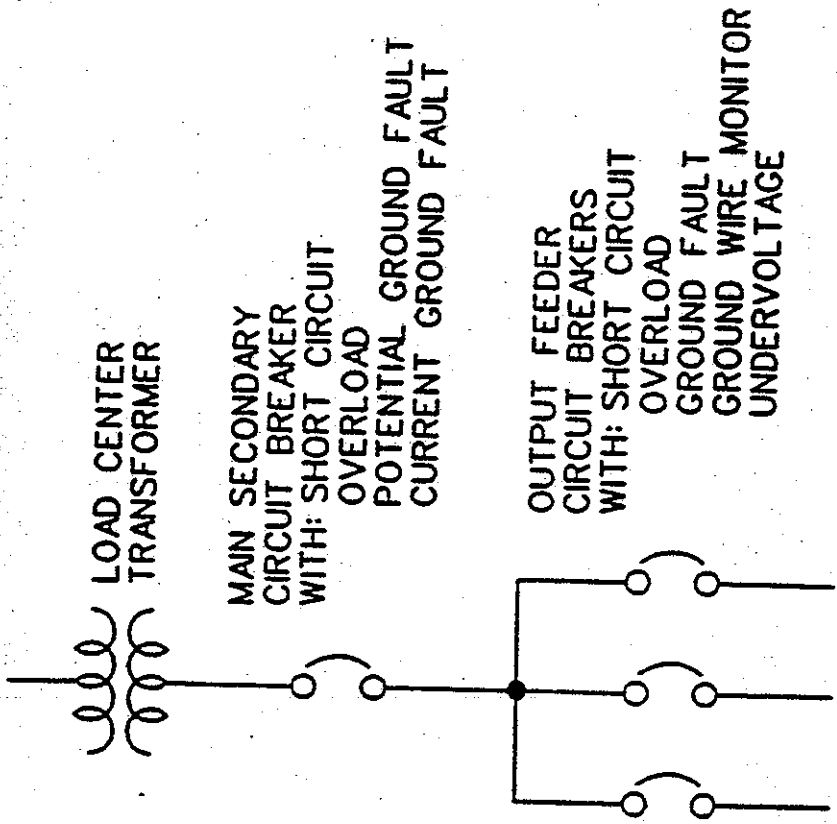 LOAD CENTER
TRANSFORMER
MAIN SECONDARY
CIRCUIT BREAKER
WITH: SHORT CIRCUIT
OVERLOAD
POTENTIAL GROUND FAULT
CURRENT GROUND FAULT
OUTPUT FEEDER
CIRCUIT BREAKERS
WITH: SHORT CIRCUIT
OVERLOAD
GROUND FAULT
GROUND WIRE MONITOR
UNDERVOLTAGE